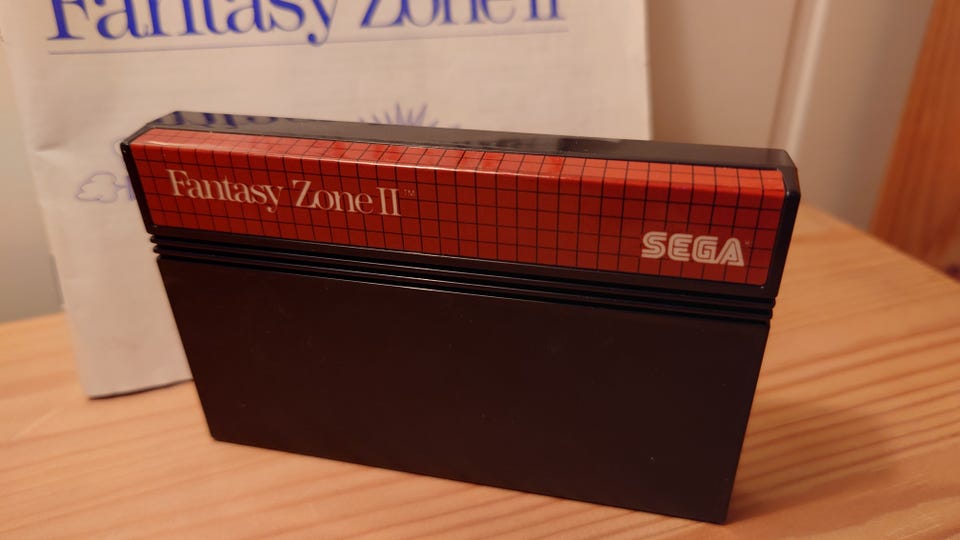 Fantasy Zone II
Fantasy Zone II™
SEGA